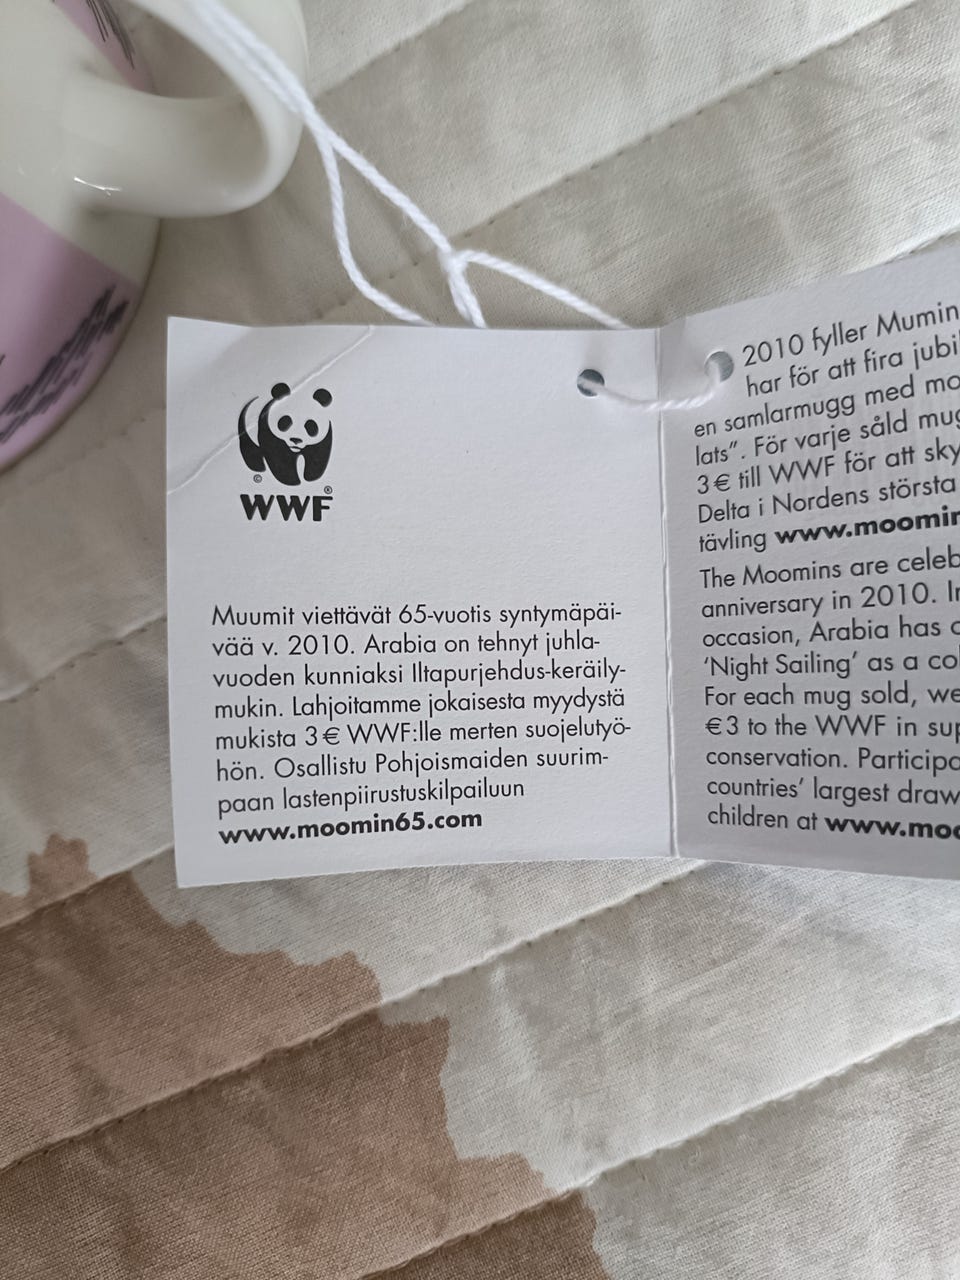 WWF
Muumit viettävät 65-vuotis syntymäpäi-
vää v. 2010. Arabia on tehnyt juhla-
vuoden kunniaksi Iltapurjehdus-keräily-
mukin. Lahjoitamme jokaisesta myydystä
mukista 3 € WWF:lle merten suojelutyö-
hön. Osallistu Pohjoismaiden suurim-
paan lastenpiirustuskilpailuun
www.moomin65.com
2010 fyller Mumin
har för att fira jubi
en samlarmugg med mo
lats". För varje såld mug
3 € till WWF för att sky
Delta i Nordens största
tävling www.moomin
The Moomins are celeb
anniversary in 2010. In
occasion, Arabia has c
'Night Sailing' as a co
For each mug sold, we
€3 to the WWF in sup
conservation. Participa
countries' largest draw
children at www.moo